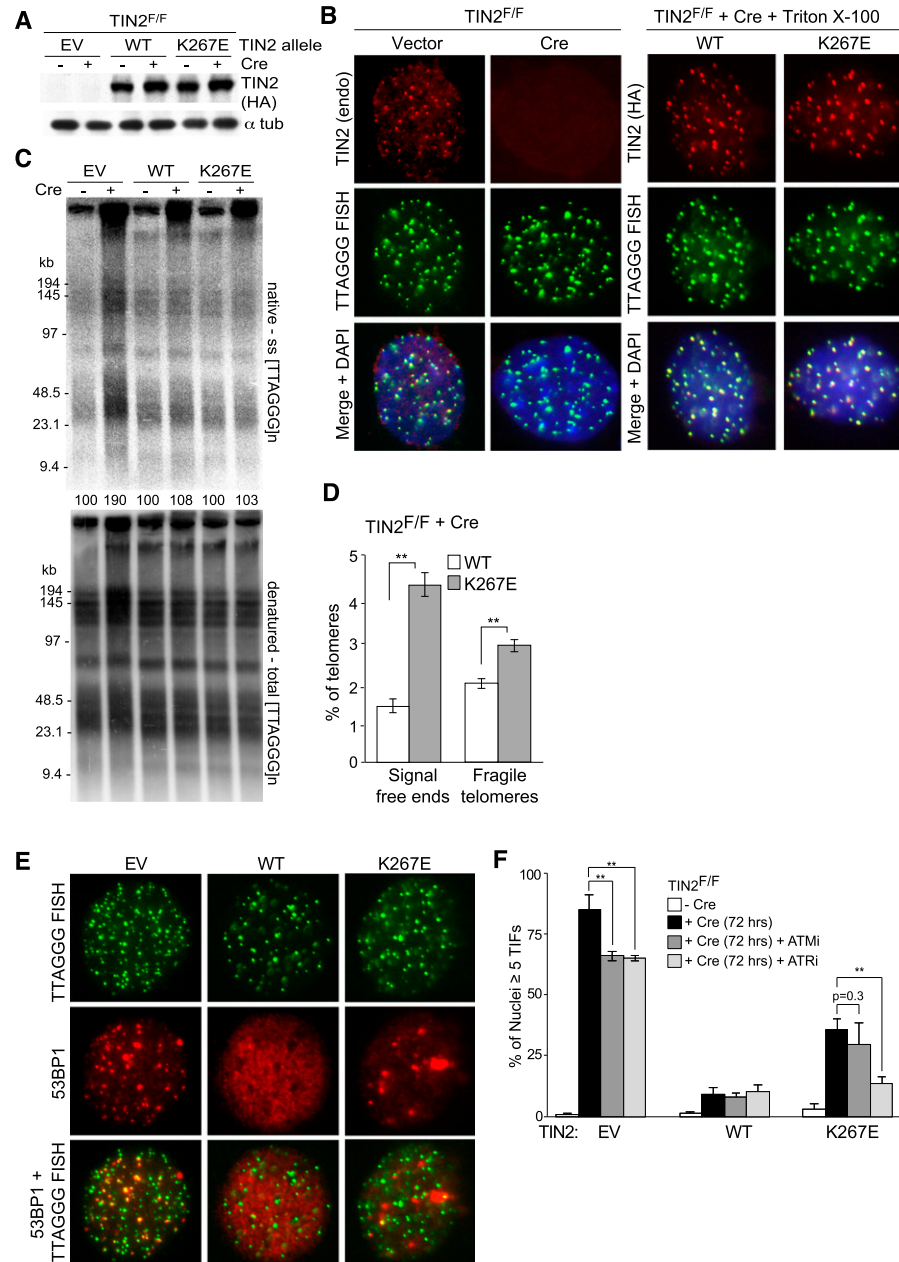 A
TIN2F/F
EV WT K267E TIN2 allele
- + - + - + Cre
TIN2
(HA)
α tub
B
TIN2F/F
Vector Cre
TIN2F/F + Cre + Triton X-100
WT K267E
TIN2 (endo)
TTAGGG FISH
Merge + DAPI
TIN2 (HA)
TTAGGG FISH
Merge + DAPI
C
EV WT K267E
Cre - + - + - +
kb
194 -
145 -
97 -
48.5 -
23.1 -
9.4 -
native - ss [TTAGGG]n
100 190 100 108 100 103
kb
194 -
145 -
97 -
48.5 -
23.1 -
9.4 -
denatured - total [TTAGGG]n
D
TIN2F/F + Cre
WT
K267E
**
**
% of telomeres
5
4
3
2
1
0
Signal
free ends
Fragile
telomeres
E
EV WT K267E
TTAGGG FISH
53BP1
53BP1 +
TTAGGG FISH
F
TIN2F/F
- Cre
+ Cre (72 hrs)
+ Cre (72 hrs) + ATMi
+ Cre (72 hrs) + ATRi
**
**
**
p=0.3
% of Nuclei ≥ 5 TIFs
100
75
50
25
0
TIN2: EV WT K267E